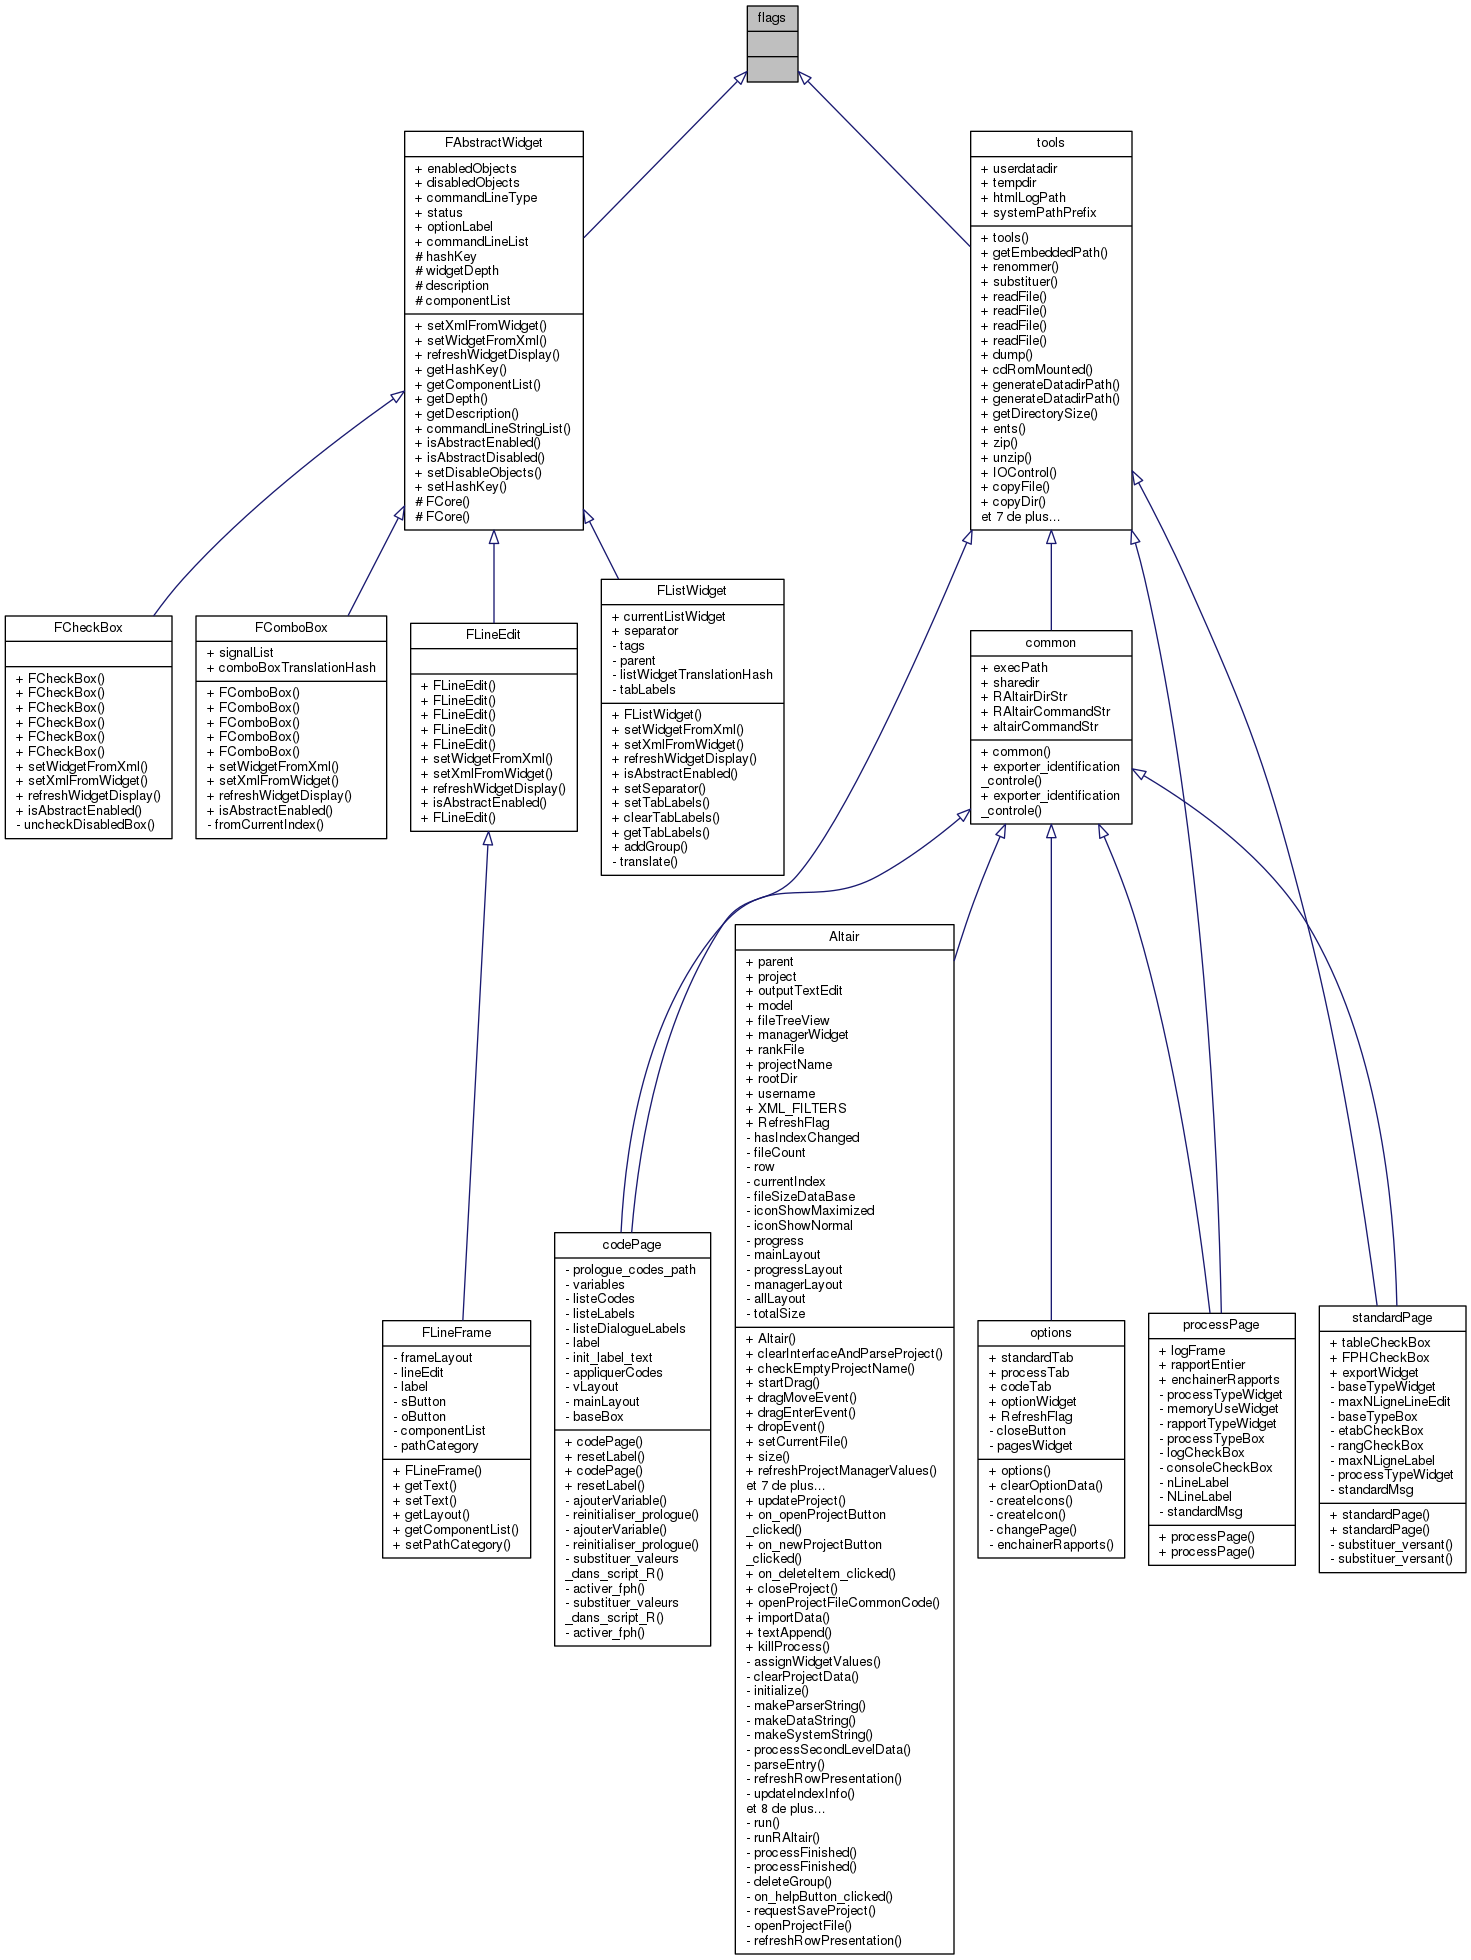 flags
FAbstractWidget
+ enabledObjects
+ disabledObjects
+ commandLineType
+ status
+ optionLabel
+ commandLineList
# hashKey
# widgetDepth
# description
# componentList
+ setXmlFromWidget()
+ setWidgetFromXml()
+ refreshWidgetDisplay()
+ getHashKey()
+ getComponentList()
+ getDepth()
+ getDescription()
+ commandLineStringList()
+ isAbstractEnabled()
+ isAbstractDisabled()
+ setDisableObjects()
+ setHashKey()
# FCore()
# FCore()
tools
+ userdatadir
+ tempdir
+ htmlLogPath
+ systemPathPrefix
+ tools()
+ getEmbeddedPath()
+ renommer()
+ substituer()
+ readFile()
+ readFile()
+ readFile()
+ readFile()
+ dump()
+ cdRomMounted()
+ generateDatadirPath()
+ generateDatadirPath()
+ getDirectorySize()
+ ents()
+ zip()
+ unzip()
+ IOControl()
+ copyFile()
+ copyDir()
et 7 de plus...
FCheckBox
+ FCheckBox()
+ FCheckBox()
+ FCheckBox()
+ FCheckBox()
+ FCheckBox()
+ FCheckBox()
+ setWidgetFromXml()
+ setXmlFromWidget()
+ refreshWidgetDisplay()
+ isAbstractEnabled()
- uncheckDisabledBox()
FComboBox
+ signalList
+ comboBoxTranslationHash
+ FComboBox()
+ FComboBox()
+ FComboBox()
+ FComboBox()
+ FComboBox()
+ setWidgetFromXml()
+ setXmlFromWidget()
+ refreshWidgetDisplay()
+ isAbstractEnabled()
- fromCurrentIndex()
FLineEdit
+ FLineEdit()
+ FLineEdit()
+ FLineEdit()
+ FLineEdit()
+ FLineEdit()
+ setWidgetFromXml()
+ setXmlFromWidget()
+ refreshWidgetDisplay()
+ isAbstractEnabled()
+ FLineEdit()
FListWidget
+ currentListWidget
+ separator
- tags
- parent
- listWidgetTranslationHash
- tabLabels
+ FListWidget()
+ setWidgetFromXml()
+ setXmlFromWidget()
+ refreshWidgetDisplay()
+ isAbstractEnabled()
+ setSeparator()
+ setTabLabels()
+ clearTabLabels()
+ getTabLabels()
+ addGroup()
- translate()
common
+ execPath
+ sharedir
+ RAltairDirStr
+ RAltairCommandStr
+ altairCommandStr
+ common()
+ exporter_identification
_controle()
+ exporter_identification
_controle()
FLineFrame
- frameLayout
- lineEdit
- label
- sButton
- oButton
- componentList
- pathCategory
+ FLineFrame()
+ getText()
+ setText()
+ getLayout()
+ getComponentList()
+ setPathCategory()
codePage
- prologue_codes_path
- variables
- listeCodes
- listeLabels
- listeDialogueLabels
- label
- init_label_text
- appliquerCodes
- vLayout
- mainLayout
- baseBox
+ codePage()
+ resetLabel()
+ codePage()
+ resetLabel()
- ajouterVariable()
- reinitialiser_prologue()
- ajouterVariable()
- reinitialiser_prologue()
- substituer_valeurs
_dans_script_R()
- activer_fph()
- substituer_valeurs
_dans_script_R()
- activer_fph()
Altair
+ parent
+ project
+ outputTextEdit
+ model
+ fileTreeView
+ managerWidget
+ rankFile
+ projectName
+ rootDir
+ username
+ XML_FILTERS
+ RefreshFlag
- hasIndexChanged
- fileCount
- row
- currentIndex
- fileSizeDataBase
- iconShowMaximized
- iconShowNormal
- progress
- mainLayout
- progressLayout
- managerLayout
- allLayout
- totalSize
+ Altair()
+ clearInterfaceAndParseProject()
+ checkEmptyProjectName()
+ startDrag()
+ dragMoveEvent()
+ dragEnterEvent()
+ dropEvent()
+ setCurrentFile()
+ size()
+ refreshProjectManagerValues()
et 7 de plus...
+ updateProject()
+ on_openProjectButton
_clicked()
+ on_newProjectButton
_clicked()
+ on_deleteItem_clicked()
+ closeProject()
+ openProjectFileCommonCode()
+ importData()
+ textAppend()
+ killProcess()
- assignWidgetValues()
- clearProjectData()
- initialize()
- makeParserString()
- makeDataString()
- makeSystemString()
- processSecondLevelData()
- parseEntry()
- refreshRowPresentation()
- updateIndexInfo()
et 8 de plus...
- run()
- runRAltair()
- processFinished()
- processFinished()
- deleteGroup()
- on_helpButton_clicked()
- requestSaveProject()
- openProjectFile()
- refreshRowPresentation()
options
+ standardTab
+ processTab
+ codeTab
+ optionWidget
+ RefreshFlag
- closeButton
- pagesWidget
+ options()
+ clearOptionData()
- createIcons()
- createIcon()
- changePage()
- enchainerRapports()
processPage
+ logFrame
+ rapportEntier
+ enchainerRapports
- processTypeWidget
- memoryUseWidget
- rapportTypeWidget
- processTypeBox
- logCheckBox
- consoleCheckBox
- nLineLabel
- NLineLabel
- standardMsg
+ processPage()
+ processPage()
standardPage
+ tableCheckBox
+ FPHCheckBox
+ exportWidget
- baseTypeWidget
- maxNLigneLineEdit
- baseTypeBox
- etabCheckBox
- rangCheckBox
- maxNLigneLabel
- processTypeWidget
- standardMsg
+ standardPage()
+ standardPage()
- substituer_versant()
- substituer_versant()